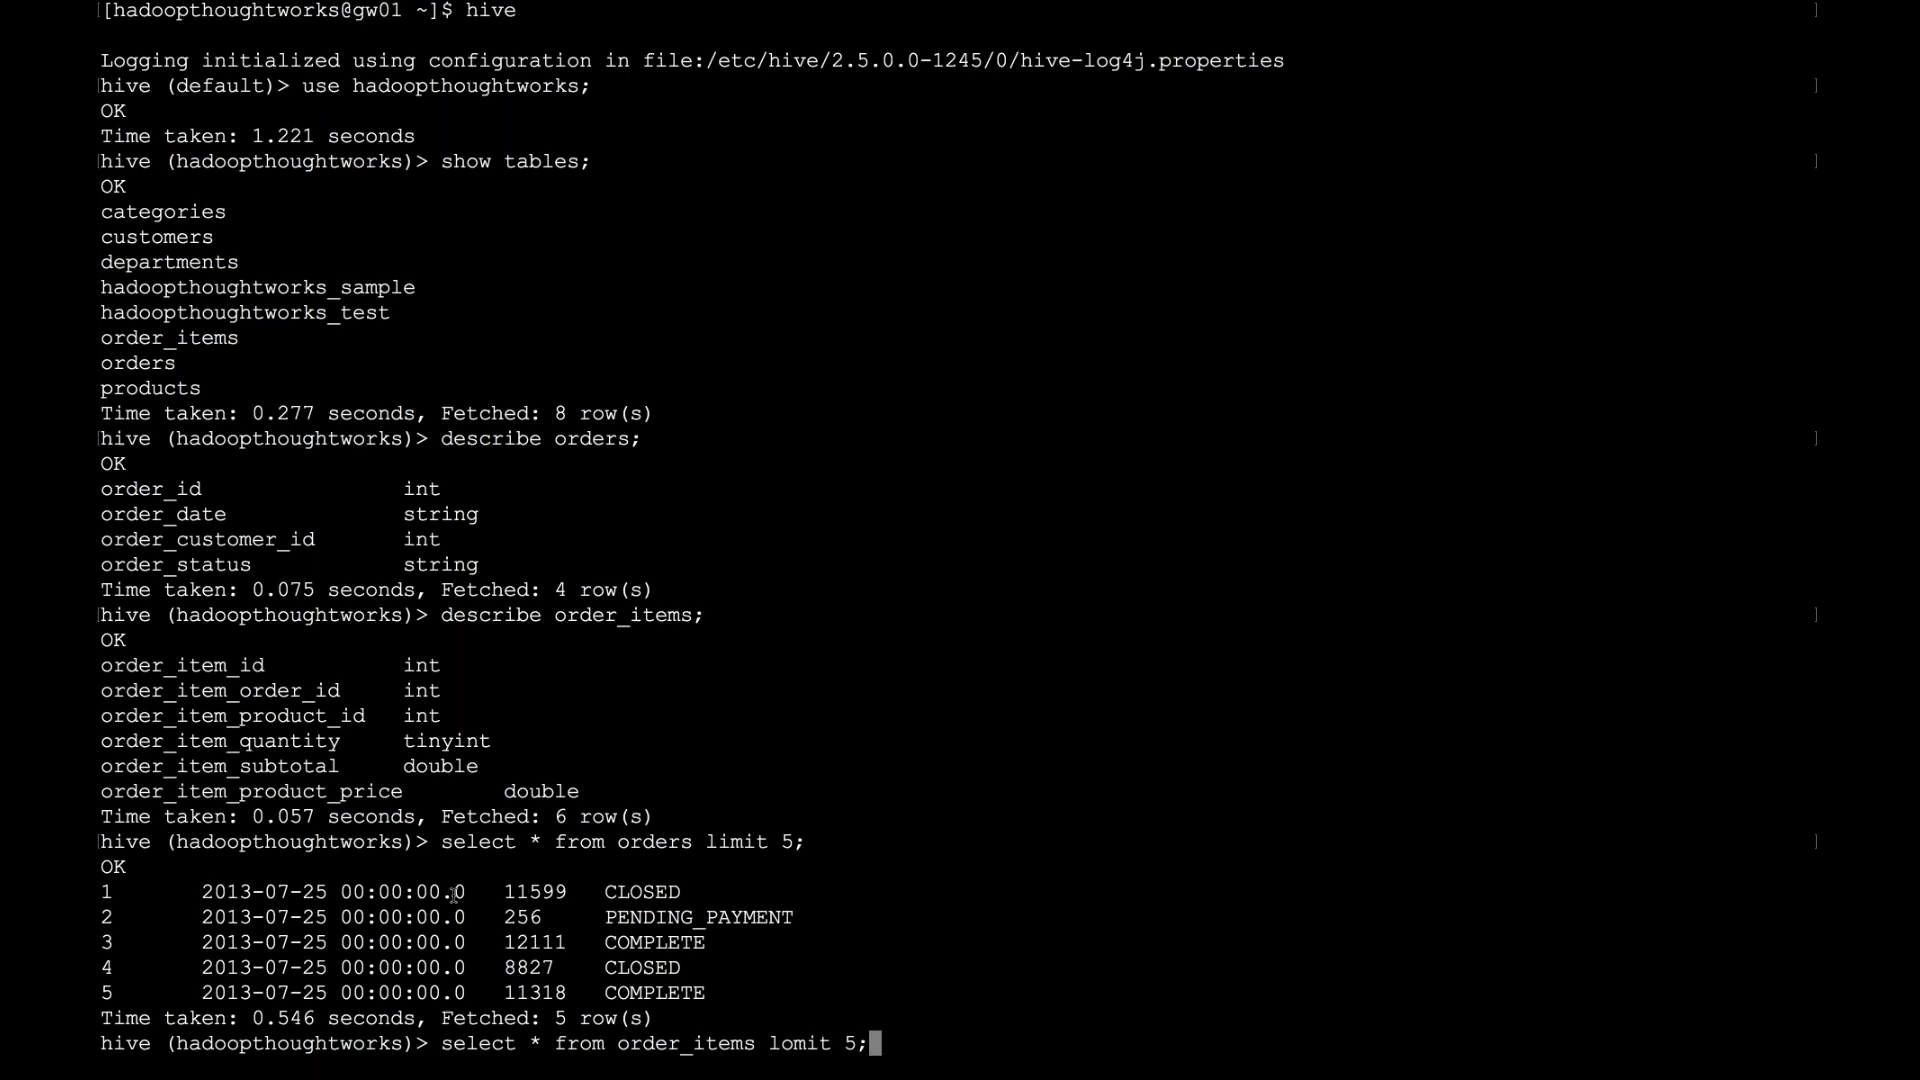 [hadoopthoughtworks@gw01 ~]$ hive
Logging initialized using configuration in file:/etc/hive/2.5.0.0-1245/0/hive-log4j.properties
hive (default)> use hadoopthoughtworks;
OK
Time taken: 1.221 seconds
hive (hadoopthoughtworks)> show tables;
OK
categories
customers
departments
hadoopthoughtworks_sample
hadoopthoughtworks_test
order_items
orders
products
Time taken: 0.277 seconds, Fetched: 8 row(s)
hive (hadoopthoughtworks)> describe orders;
OK
order_id int
order_date string
order_customer_id int
order_status string
Time taken: 0.075 seconds, Fetched: 4 row(s)
hive (hadoopthoughtworks)> describe order_items;
OK
order_item_id int
order_item_order_id int
order_item_product_id int
order_item_quantity tinyint
order_item_subtotal double
order_item_product_price double
Time taken: 0.057 seconds, Fetched: 6 row(s)
hive (hadoopthoughtworks)> select * from orders limit 5;
OK
1 2013-07-25 00:00:00.0 11599 CLOSED
2 2013-07-25 00:00:00.0 256 PENDING_PAYMENT
3 2013-07-25 00:00:00.0 12111 COMPLETE
4 2013-07-25 00:00:00.0 8827 CLOSED
5 2013-07-25 00:00:00.0 11318 COMPLETE
Time taken: 0.546 seconds, Fetched: 5 row(s)
hive (hadoopthoughtworks)> select * from order_items lomit 5;